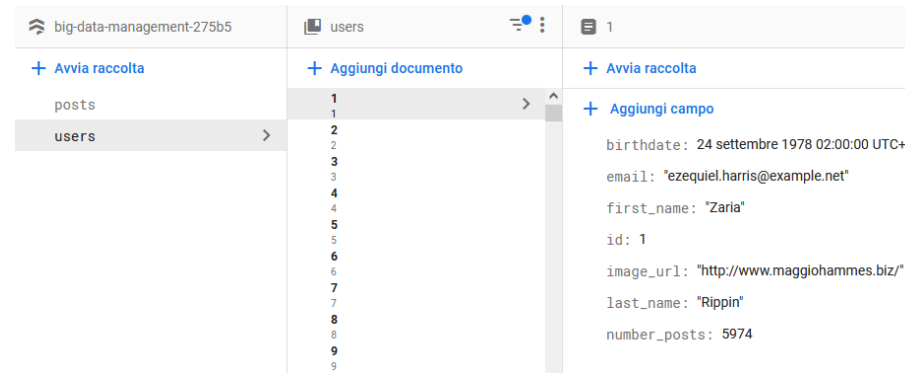 big-data-management-275b5
users
1
+ Avvia raccolta
+ Aggiungi documento
+ Avvia raccolta
posts
users
1
1
2
2
3
3
4
4
5
5
6
6
7
7
8
8
9
9
+ Aggiungi campo
birthdate: 24 settembre 1978 02:00:00 UTC+
email: "ezequiel.harris@example.net"
first_name: "Zaria"
id: 1
image_url: "http://www.maggiohammes.biz/"
last_name: "Rippin"
number_posts: 5974